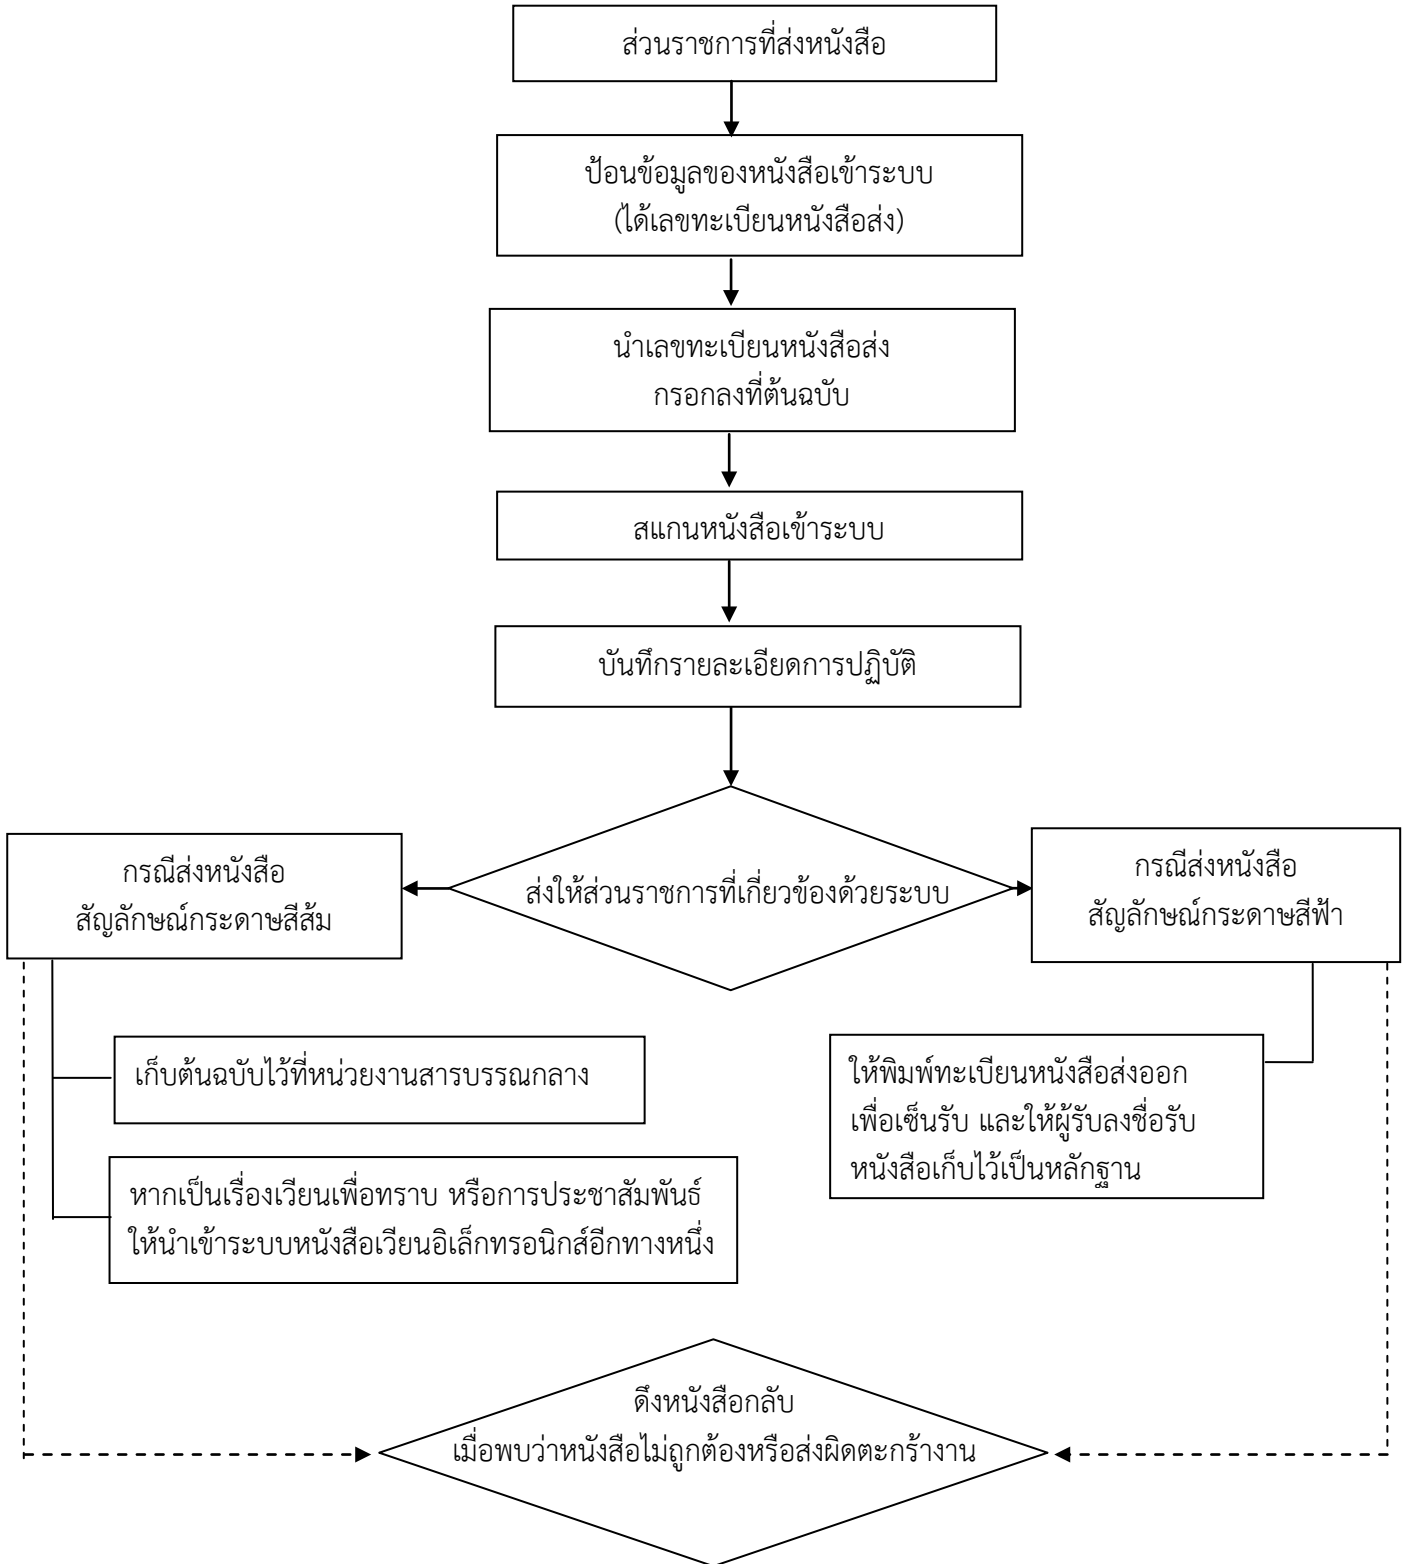 ส่วนราชการที่ส่งหนังสือ
ป้อนข้อมูลของหนังสือเข้าระบบ
(ได้เลขทะเบียนหนังสือส่ง)
นำเลขทะเบียนหนังสือส่ง
กรอกลงที่ต้นฉบับ
สแกนหนังสือเข้าระบบ
บันทึกรายละเอียดการปฏิบัติ
ส่งให้ส่วนราชการที่เกี่ยวข้องด้วยระบบ
กรณีส่งหนังสือ
สัญลักษณ์กระดาษสีส้ม
กรณีส่งหนังสือ
สัญลักษณ์กระดาษสีฟ้า
เก็บต้นฉบับไว้ที่หน่วยงานสารบรรณกลาง
หากเป็นเรื่องเวียนเพื่อทราบ หรือการประชาสัมพันธ์
ให้นำเข้าระบบหนังสือเวียนอิเล็กทรอนิกส์อีกทางหนึ่ง
ให้พิมพ์ทะเบียนหนังสือส่งออก
เพื่อเซ็นรับ และให้ผู้รับลงชื่อรับ
หนังสือเก็บไว้เป็นหลักฐาน
ดึงหนังสือกลับ
เมื่อพบว่าหนังสือไม่ถูกต้องหรือส่งผิดตะกร้างาน